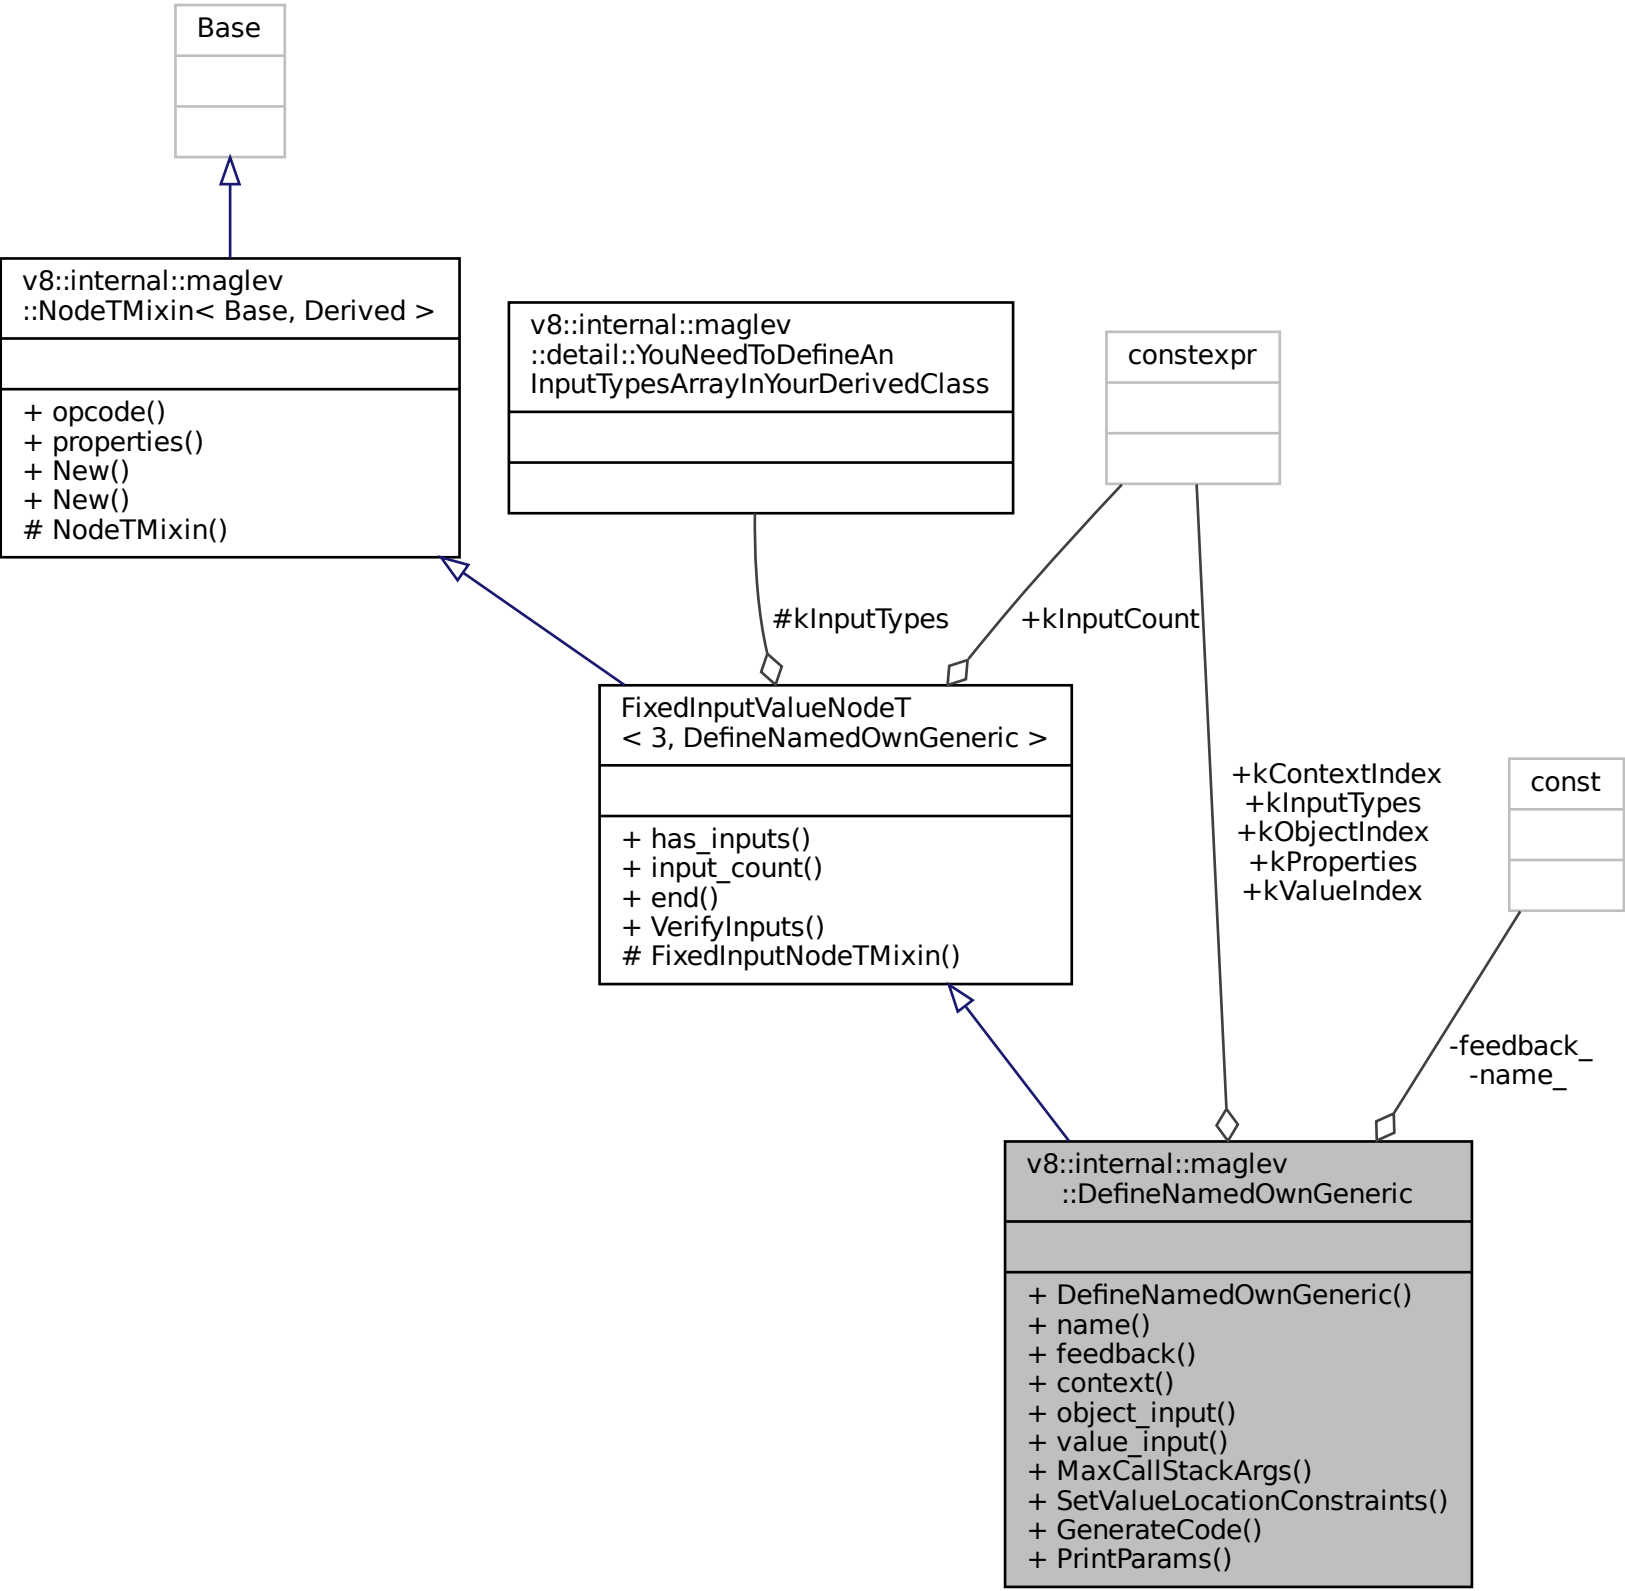 Base
v8::internal::maglev
::NodeTMixin< Base, Derived >
+ opcode()
+ properties()
+ New()
+ New()
# NodeTMixin()
v8::internal::maglev
::detail::YouNeedToDefineAn
InputTypesArrayInYourDerivedClass
constexpr
#kInputTypes
+kInputCount
FixedInputValueNodeT
< 3, DefineNamedOwnGeneric >
+ has_inputs()
+ input_count()
+ end()
+ VerifyInputs()
# FixedInputNodeTMixin()
+kContextIndex
+kInputTypes
+kObjectIndex
+kProperties
+kValueIndex
const
-feedback_
-name_
v8::internal::maglev
::DefineNamedOwnGeneric
+ DefineNamedOwnGeneric()
+ name()
+ feedback()
+ context()
+ object_input()
+ value_input()
+ MaxCallStackArgs()
+ SetValueLocationConstraints()
+ GenerateCode()
+ PrintParams()